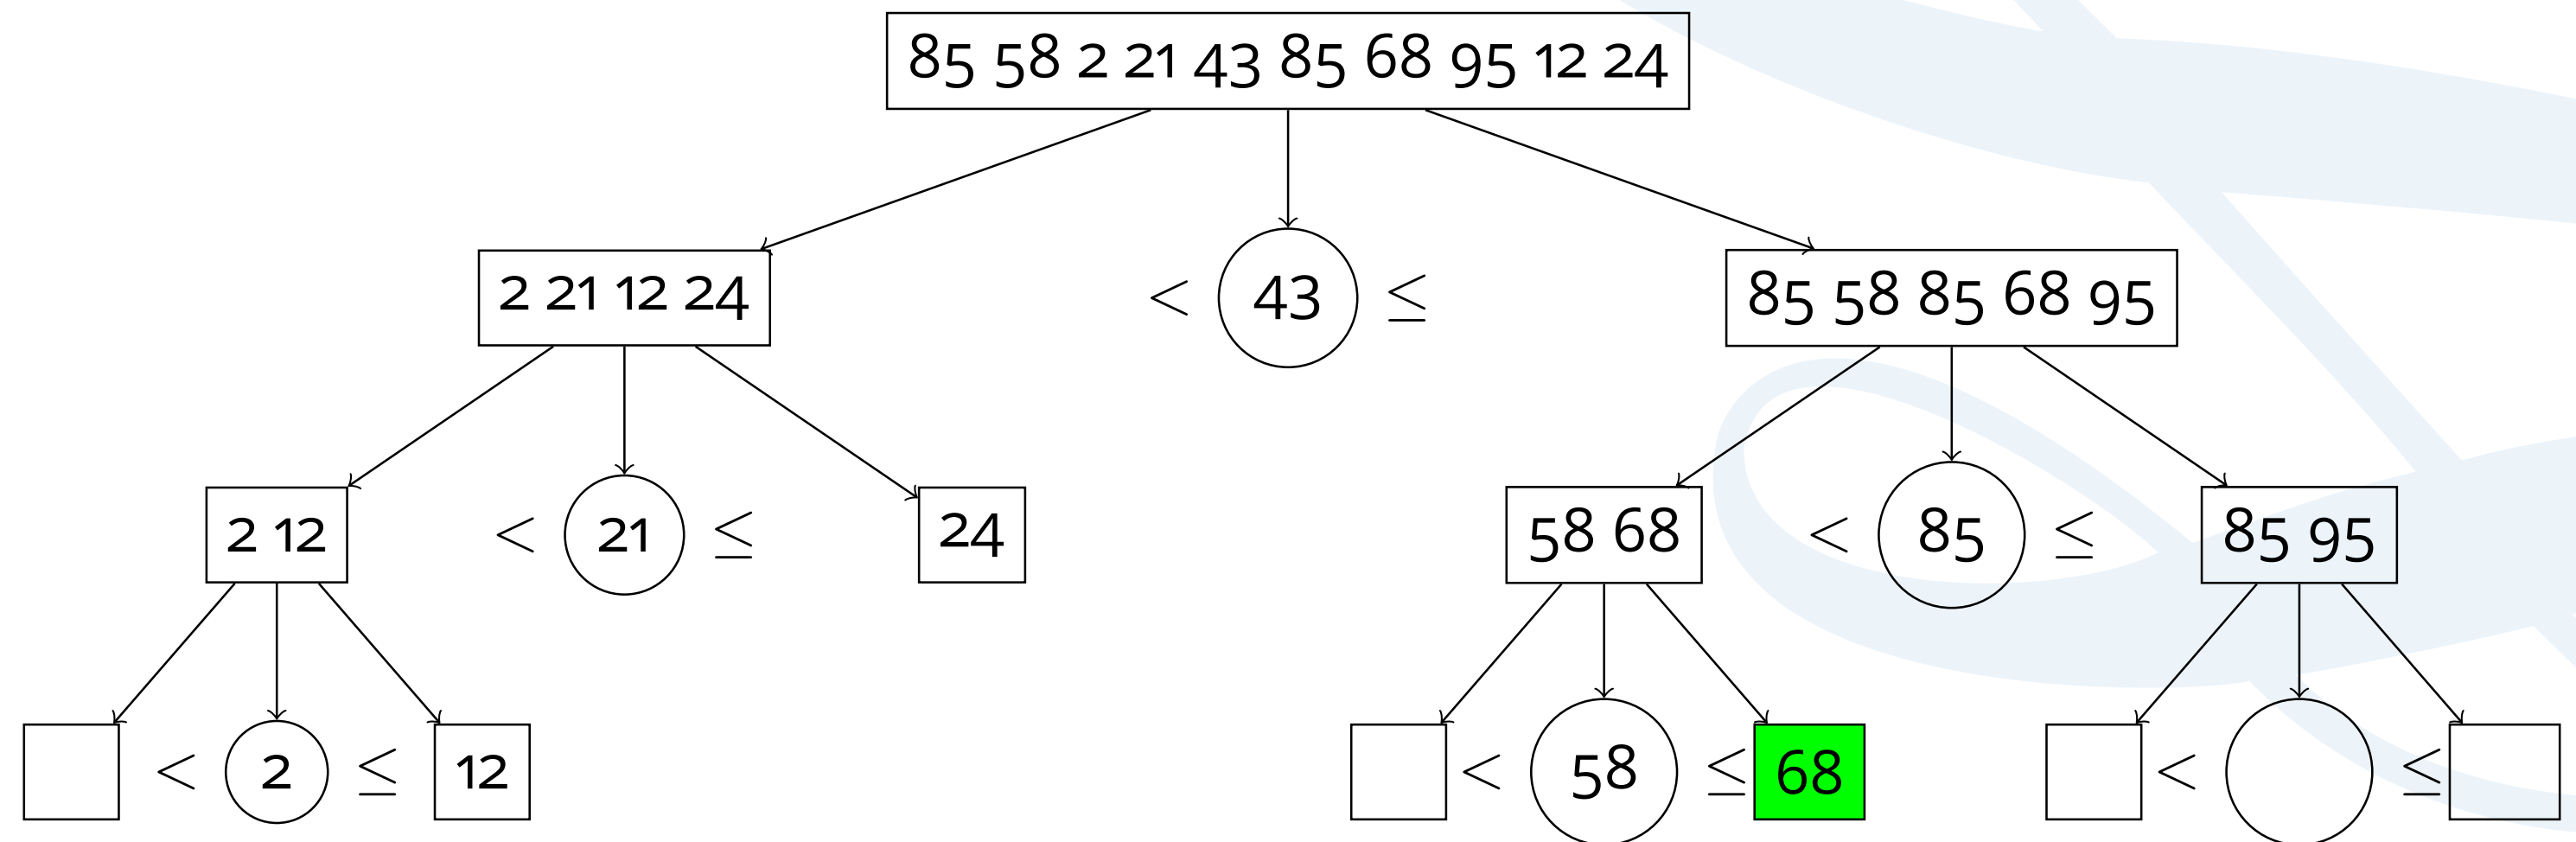 85 58 2 21 43 85 68 95 12 24
2 21 12 24 < 43 ≤ 85 58 85 68 95
2 12 < 21 ≤ 24 58 68 < 85 ≤ 85 95
< 2 ≤ 12 < 58 ≤ 68 < ≤